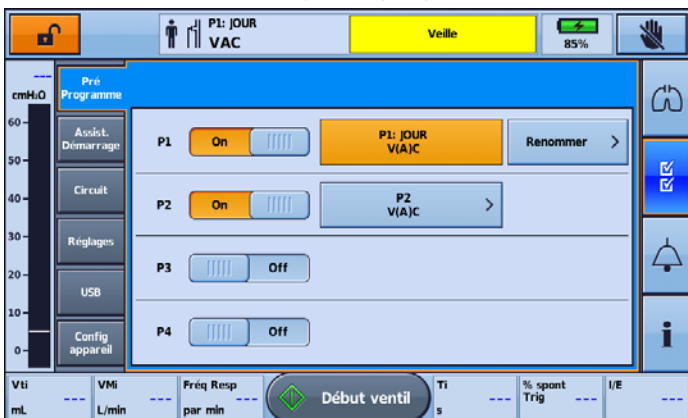 P1: JOUR
VAC
Veille
85%
---
cmH2O
Pré
Programme
60
50
40
30
20
10
0
Assist.
Démarrage
Circuit
Réglages
USB
Config
appareil
P1
On
P1: JOUR
V(A)C
Renommer >
P2
On
P2
V(A)C >
P3
Off
P4
Off
Vti
---
mL
VMi
---
L/min
Fréq Resp
---
par min
Début ventil
Ti
---
s
% spont
Trig ---
I/E
---